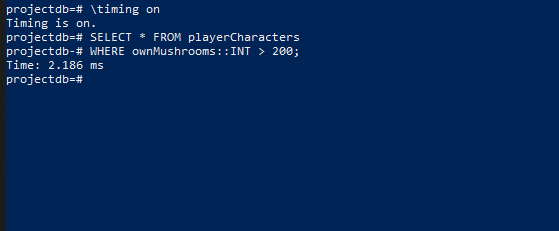 projectdb=# \timing on
Timing is on.
projectdb=# SELECT * FROM playerCharacters
projectdb-# WHERE ownMushrooms::INT > 200;
Time: 2.186 ms
projectdb=#